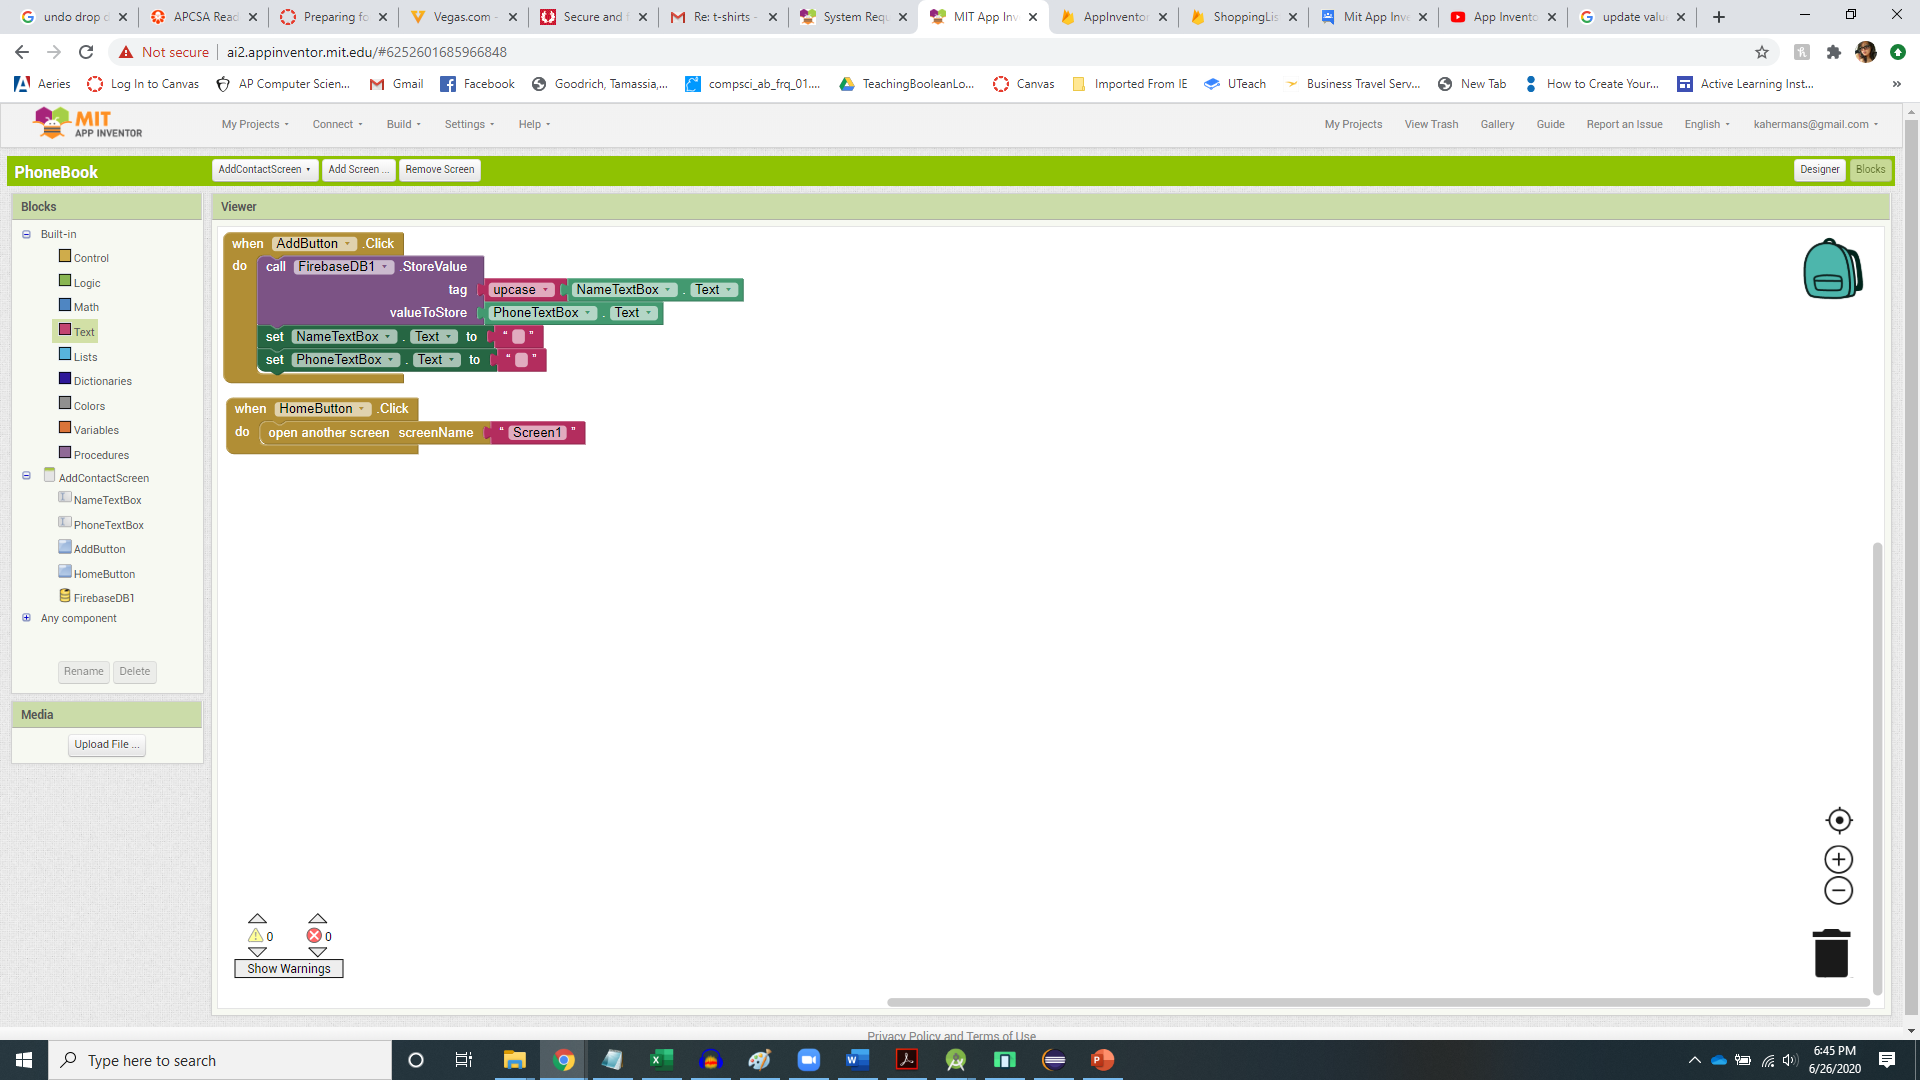 undo drop d
APCSA Read
Preparing fo
Vegas.com -
Secure and f
Re: t-shirts -
System Requ
MIT App Inv
AppInventor
ShoppingLis
Mit App Inve
App Invento
update valu
Not secure
ai2.appinventor.mit.edu/#6252601685966848
Aeries
Log In to Canvas
AP Computer Scien...
Gmail
Facebook
Goodrich, Tamassia,...
compsci_ab_frq_01....
TeachingBooleanLo...
Canvas
Imported From IE
UTeach
Business Travel Serv...
New Tab
How to Create Your...
Active Learning Inst...
»
MIT
APP INVENTOR
My Projects
Connect
Build
Settings
Help
My Projects
View Trash
Gallery
Guide
Report an Issue
English
kahermans@gmail.com
PhoneBook
AddContactScreen
Add Screen ...
Remove Screen
Designer
Blocks
Blocks
Built-in
Control
Logic
Math
Text
Lists
Dictionaries
Colors
Variables
Procedures
AddContactScreen
NameTextBox
PhoneTextBox
AddButton
HomeButton
FirebaseDB1
Any component
Rename
Delete
Media
Upload File ...
Viewer
when AddButton .Click
do call FirebaseDB1 .StoreValue
tag upcase NameTextBox . Text
valueToStore PhoneTextBox . Text
set NameTextBox . Text to “ ”
set PhoneTextBox . Text to “ ”
when HomeButton .Click
do open another screen screenName “ Screen1 ”
0
0
Show Warnings
Privacy Policy and Terms of Use
Type here to search
6:45 PM
6/26/2020